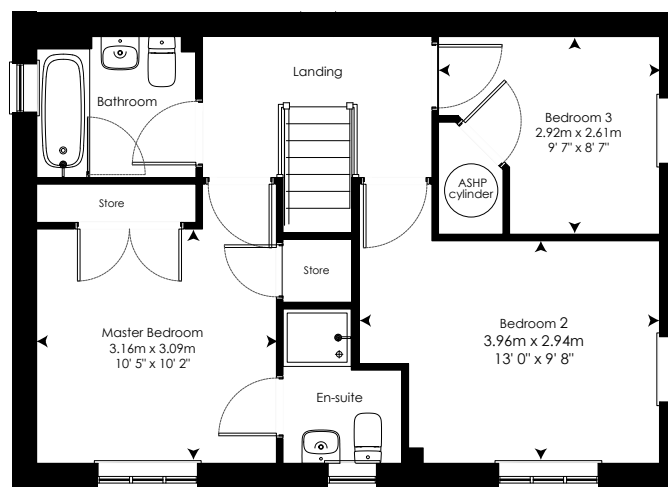 Landing
Bathroom
Bedroom 3
2.92m x 2.61m
9' 7" x 8' 7"
ASHP
cylinder
Store
Store
Master Bedroom
3.16m x 3.09m
10' 5" x 10' 2"
Bedroom 2
3.96m x 2.94m
13' 0" x 9' 8"
En-suite